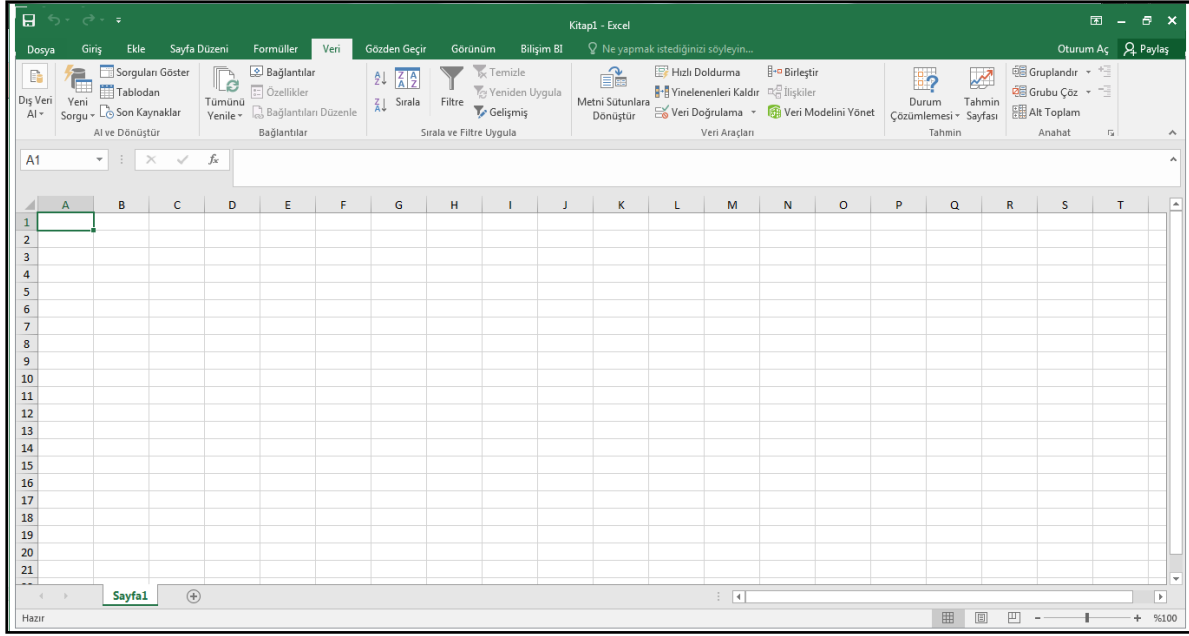 Kitap1 - Excel
Dosya Giriş Ekle Sayfa Düzeni Formüller Veri Gözden Geçir Görünüm Bilişim BI Ne yapmak istediğinizi söyleyin... Oturum Aç Paylaş
Dış Veri Al
Yeni Sorgu
Sorguları Göster
Tablodan
Son Kaynaklar
Al ve Dönüştür
Tümünü Yenile
Bağlantılar
Özellikler
Bağlantıları Düzenle
Bağlantılar
Sırala
Filtre
Temizle
Yeniden Uygula
Gelişmiş
Sırala ve Filtre Uygula
Metni Sütunlara Dönüştür
Hızlı Doldurma
Yinelenenleri Kaldır
Veri Doğrulama
Birleştir
İlişkiler
Veri Modelini Yönet
Veri Araçları
Durum Çözümlemesi
Tahmin Sayfası
Tahmin
Gruplandır
Grubu Çöz
Alt Toplam
Anahat
A1 fx
A B C D E F G H I J K L M N O P Q R S T
1
2
3
4
5
6
7
8
9
10
11
12
13
14
15
16
17
18
19
20
21
Sayfa1
Hazır %100